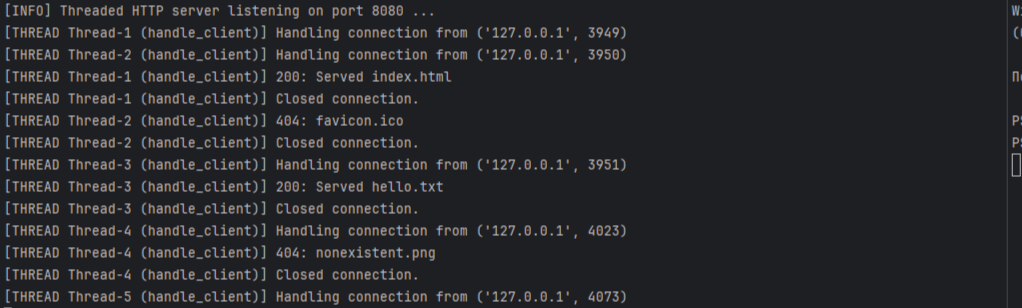 [INFO] Threaded HTTP server listening on port 8080 ...
[THREAD Thread-1 (handle_client)] Handling connection from ('127.0.0.1', 3949)
[THREAD Thread-2 (handle_client)] Handling connection from ('127.0.0.1', 3950)
[THREAD Thread-1 (handle_client)] 200: Served index.html
[THREAD Thread-1 (handle_client)] Closed connection.
[THREAD Thread-2 (handle_client)] 404: favicon.ico
[THREAD Thread-2 (handle_client)] Closed connection.
[THREAD Thread-3 (handle_client)] Handling connection from ('127.0.0.1', 3951)
[THREAD Thread-3 (handle_client)] 200: Served hello.txt
[THREAD Thread-3 (handle_client)] Closed connection.
[THREAD Thread-4 (handle_client)] Handling connection from ('127.0.0.1', 4023)
[THREAD Thread-4 (handle_client)] 404: nonexistent.png
[THREAD Thread-4 (handle_client)] Closed connection.
[THREAD Thread-5 (handle_client)] Handling connection from ('127.0.0.1', 4073)